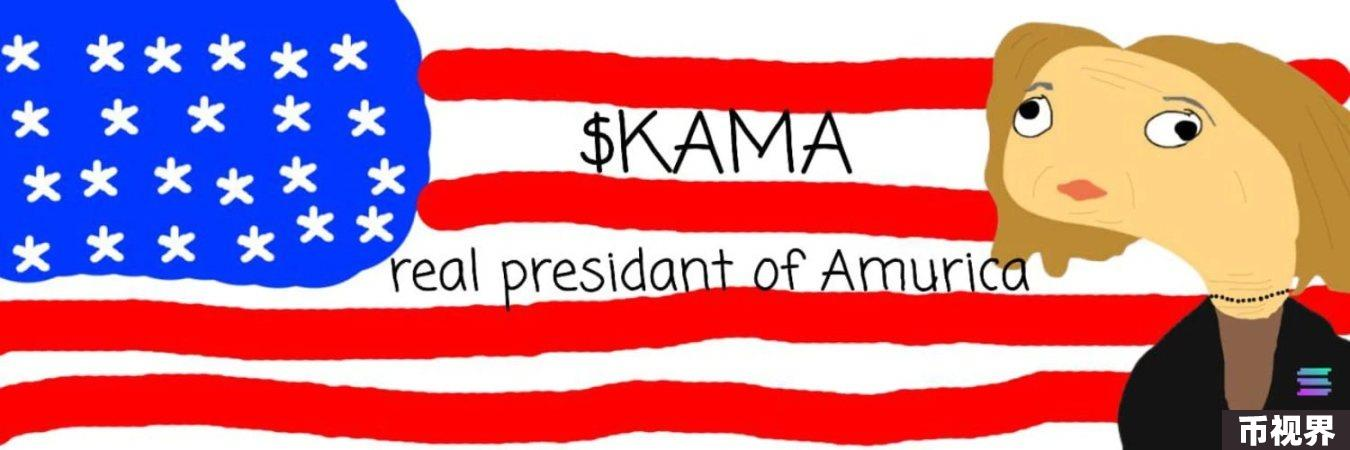 $KAMA
real presidant of Amurica
币视界